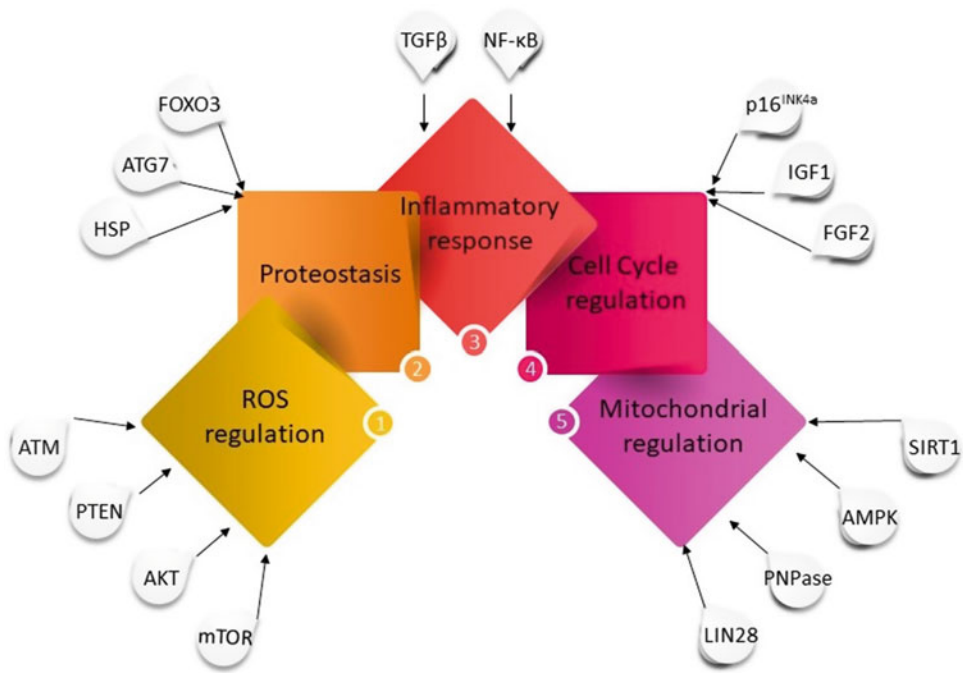 TGFβ
NF-κB
FOXO3
ATG7
HSP
p16INK4a
IGF1
FGF2
Inflammatory
response
Proteostasis
Cell Cycle
regulation
3
2
4
ROS
regulation
1
5
Mitochondrial
regulation
ATM
PTEN
AKT
mTOR
SIRT1
AMPK
PNPase
LIN28